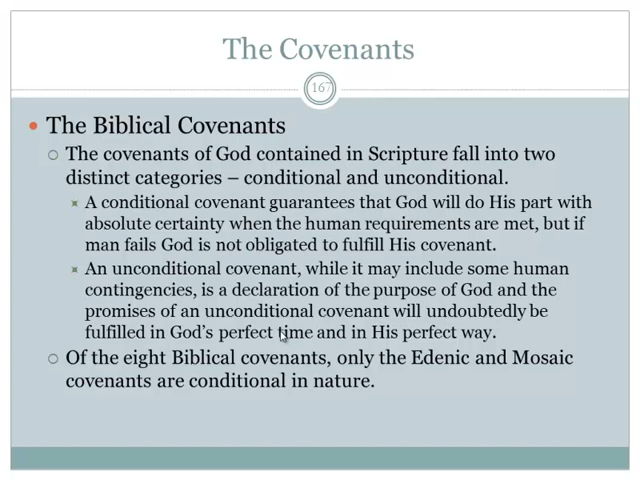 The Covenants
167
The Biblical Covenants
The covenants of God contained in Scripture fall into two
distinct categories – conditional and unconditional.
A conditional covenant guarantees that God will do His part with
absolute certainty when the human requirements are met, but if
man fails God is not obligated to fulfill His covenant.
An unconditional covenant, while it may include some human
contingencies, is a declaration of the purpose of God and the
promises of an unconditional covenant will undoubtedly be
fulfilled in God's perfect time and in His perfect way.
Of the eight Biblical covenants, only the Edenic and Mosaic
covenants are conditional in nature.